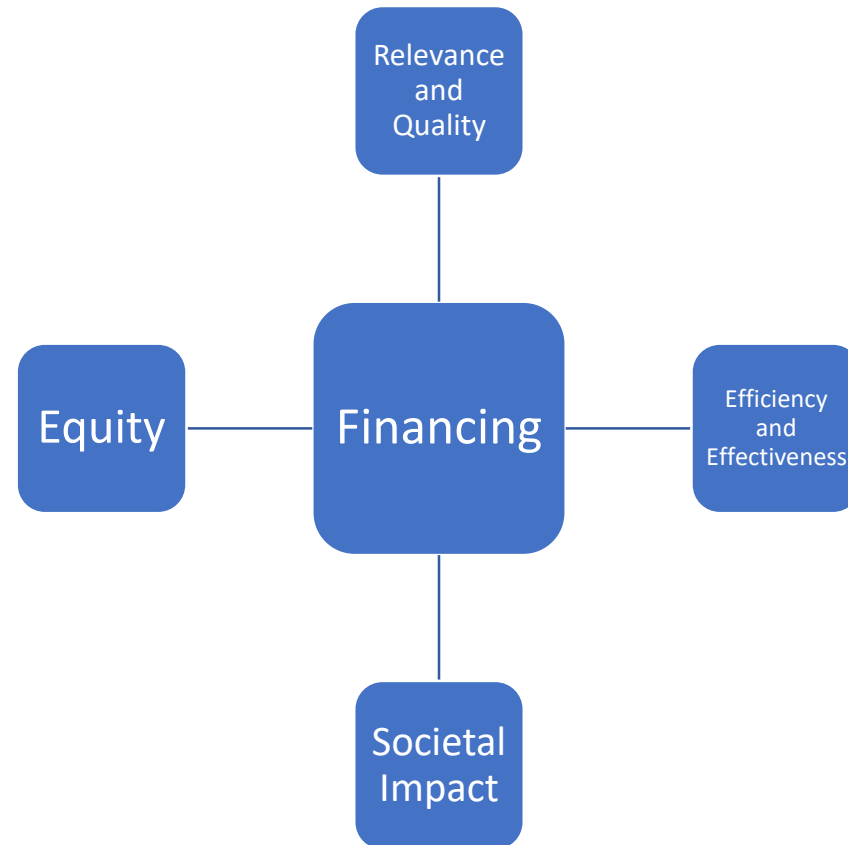 Relevance
and
Quality
Equity
Financing
Efficiency
and
Effectiveness
Societal
Impact